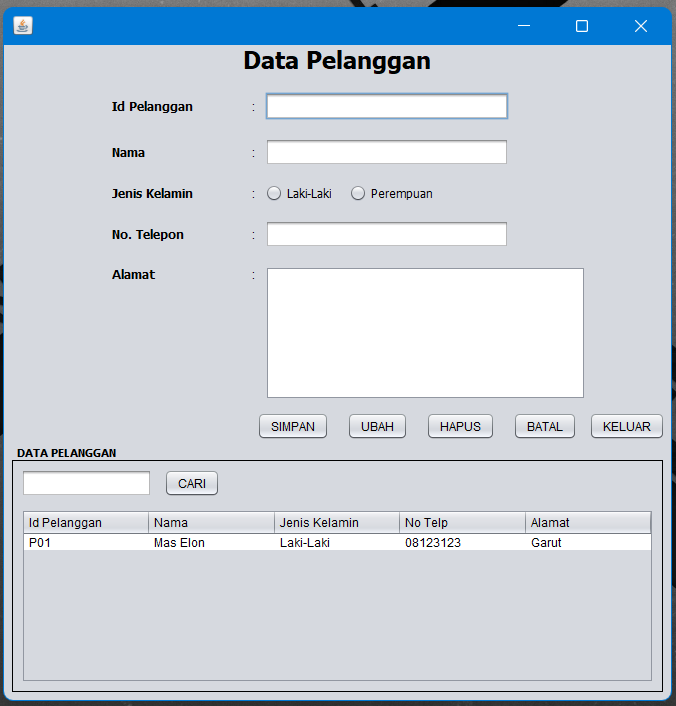 Data Pelanggan
Id Pelanggan :
Nama :
Jenis Kelamin : Laki-Laki Perempuan
No. Telepon :
Alamat :
SIMPAN UBAH HAPUS BATAL KELUAR
DATA PELANGGAN
CARI
Id Pelanggan Nama Jenis Kelamin No Telp Alamat
P01 Mas Elon Laki-Laki 08123123 Garut